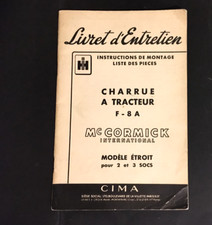 Livret d'Entretien
IH
INSTRUCTIONS DE MONTAGE
LISTE DES PIECES
CHARRUE
A TRACTEUR
F-8A
McCORMICK
INTERNATIONAL
MODÈLE ÉTROIT
pour 2 et 3 SOCS
CIMA